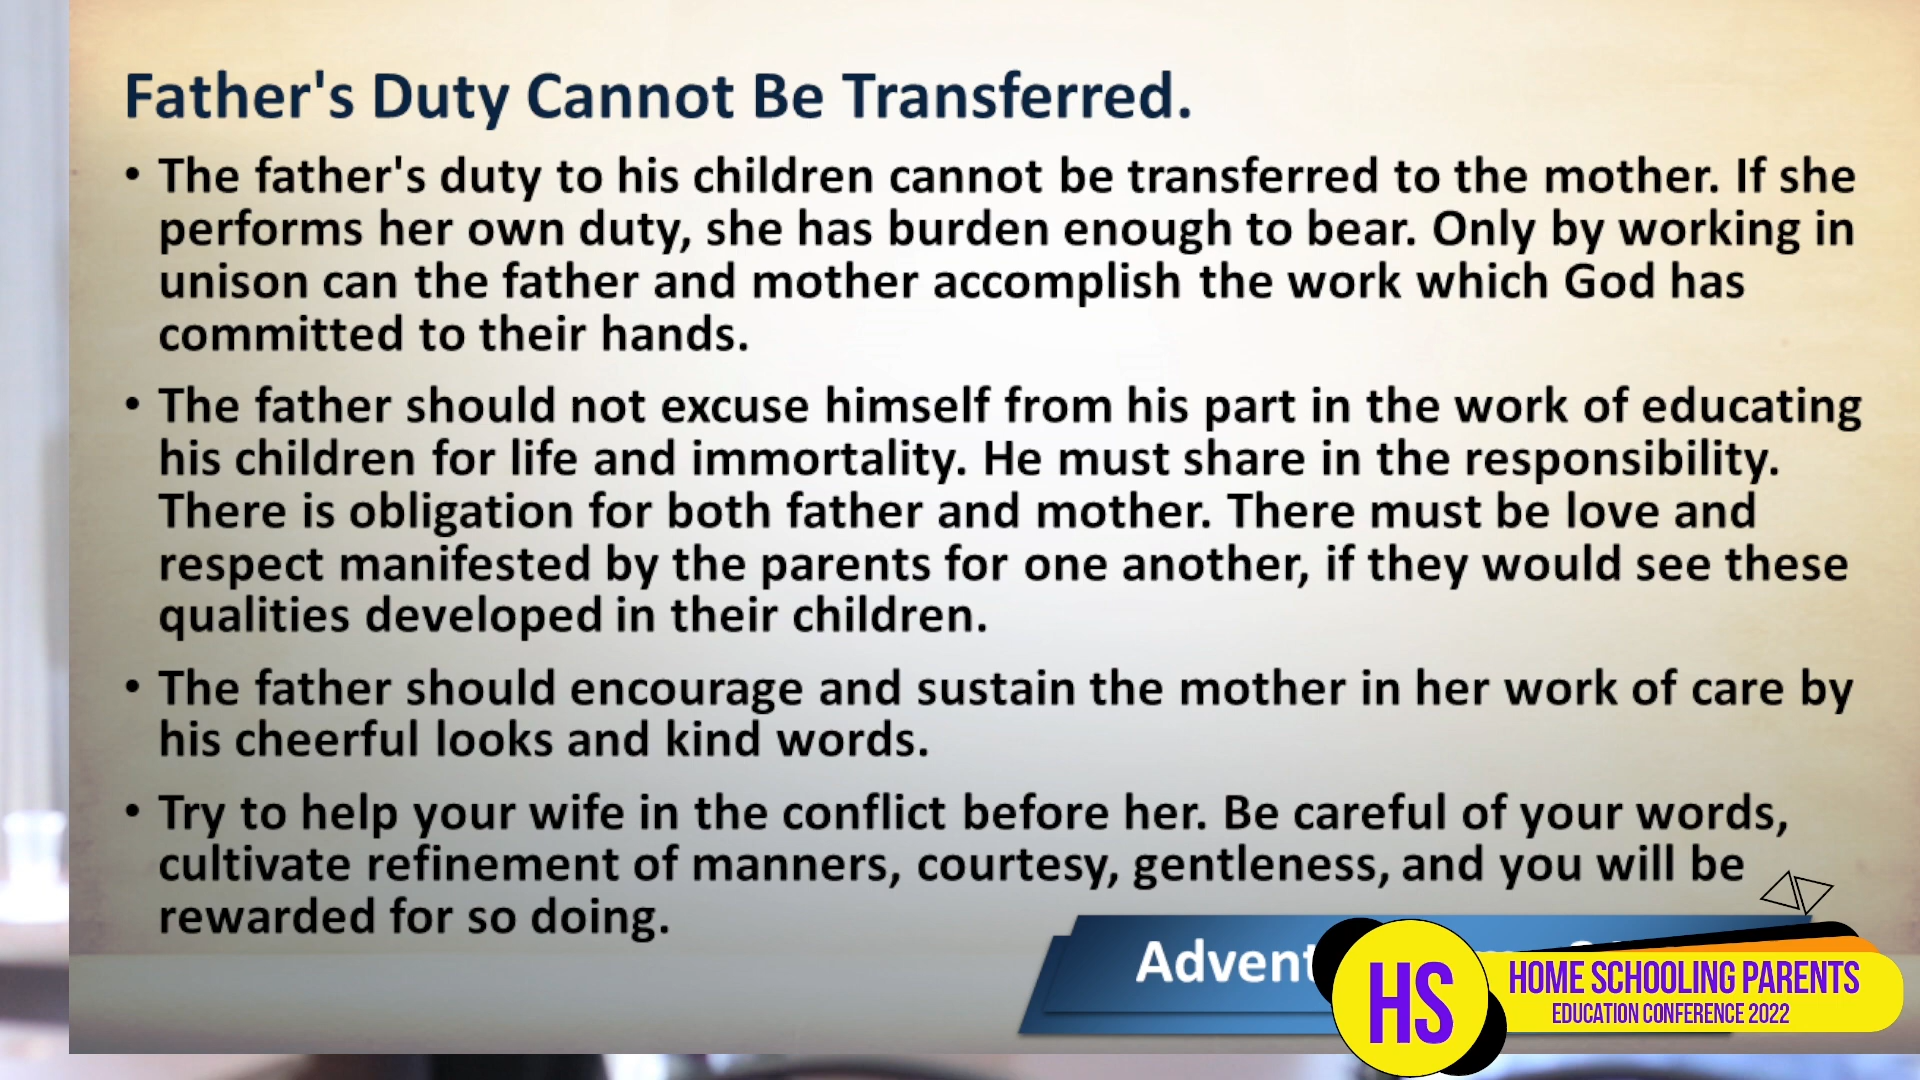 Father's Duty Cannot Be Transferred.
• The father's duty to his children cannot be transferred to the mother. If she
performs her own duty, she has burden enough to bear. Only by working in
unison can the father and mother accomplish the work which God has
committed to their hands.
• The father should not excuse himself from his part in the work of educating
his children for life and immortality. He must share in the responsibility.
There is obligation for both father and mother. There must be love and
respect manifested by the parents for one another, if they would see these
qualities developed in their children.
• The father should encourage and sustain the mother in her work of care by
his cheerful looks and kind words.
• Try to help your wife in the conflict before her. Be careful of your words,
cultivate refinement of manners, courtesy, gentleness, and you will be
rewarded for so doing.
HS
HOME SCHOOLING PARENTS
EDUCATION CONFERENCE 2022